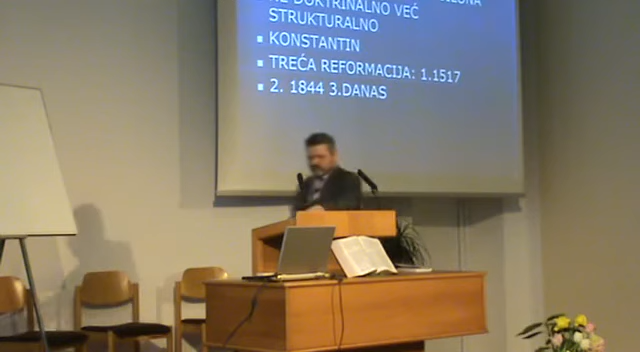 NE DOKTRINALNO VEĆ
STRUKTURALNO
KONSTANTIN
TREĆA REFORMACIJA: 1.1517
2. 1844 3.DANAS